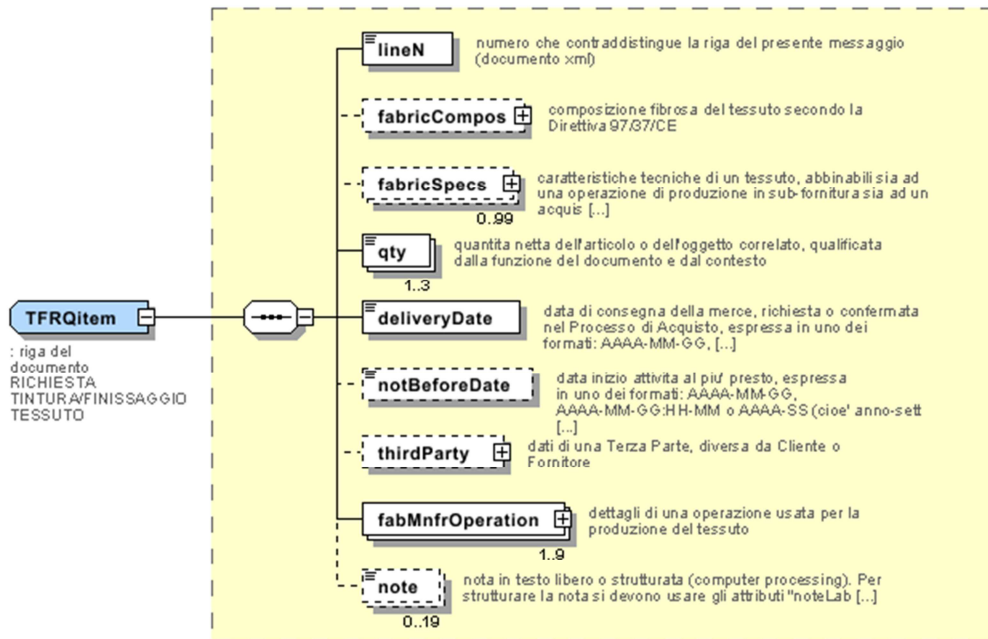 lineN
numero che contraddistingue la riga del presente messaggio
(documento xml)
fabricCompos
composizione fibrosa del tessuto secondo la
Direttiva 97/37/CE
fabricSpecs
0..99
caratteristiche tecniche di un tessuto, abbinabili sia ad
una operazione di produzione in sub-fornitura sia ad un
acquis [...]
qty
1..3
quantita netta dell'articolo o dell'oggetto correlato, qualificata
dalla funzione del documento e dal contesto
TFRQitem
: riga del
documento
RICHIESTA
TINTURA/FINISSAGGIO
TESSUTO
deliveryDate
data di consegna della merce, richiesta o confermata
nel Processo di Acquisto, espressa in uno dei
formati: AAAA-MM-GG, [...]
notBeforeDate
data inizio attivita al piu' presto, espressa
in uno dei formati: AAAA-MM-GG,
AAAA-MM-GG:HH-MM o AAAA-SS (cioe' anno-sett
[...]
thirdParty
dati di una Terza Parte, diversa da Cliente o
Fornitore
fabMnfrOperation
1..9
dettagli di una operazione usata per la
produzione del tessuto
note
0..19
nota in testo libero o strutturata (computer processing). Per
strutturare la nota si devono usare gli attributi "noteLab [...]